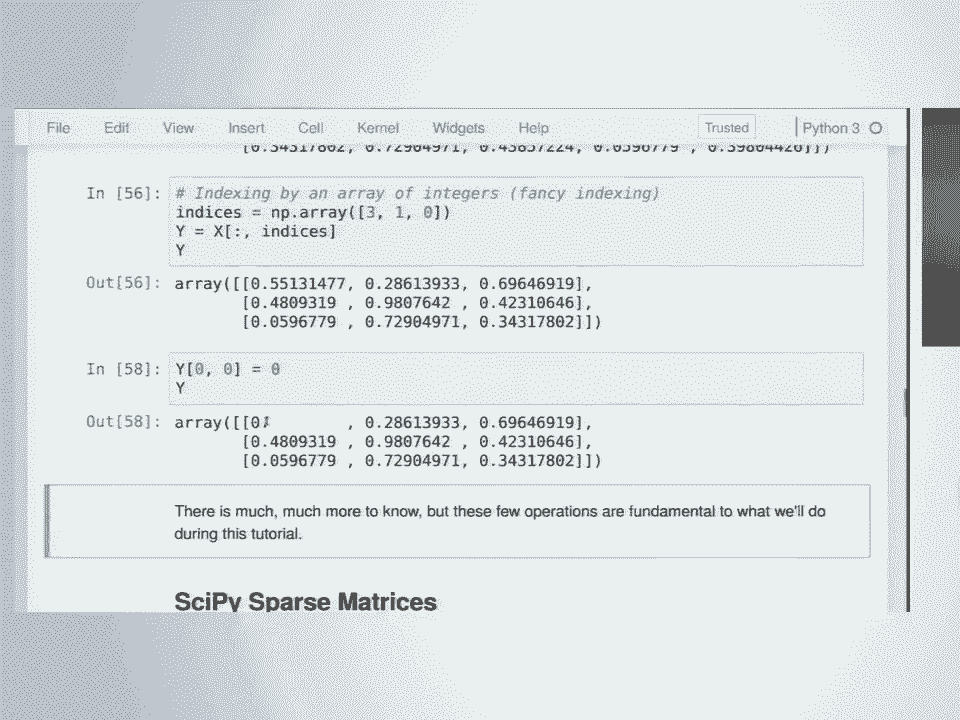 File Edit View Insert Cell Kernel Widgets Help Trusted Python 3
[0.34317802, 0.72904971, 0.43857224, 0.0596779 , 0.39804426]])
In [56]: # Indexing by an array of integers (fancy indexing)
indices = np.array([3, 1, 0])
Y = X[:, indices]
Y
Out[56]: array([[0.55131477, 0.28613933, 0.69646919],
[0.4809319 , 0.9807642 , 0.42310646],
[0.0596779 , 0.72904971, 0.34317802]])
In [58]: Y[0, 0] = 0
Y
Out[58]: array([[0. , 0.28613933, 0.69646919],
[0.4809319 , 0.9807642 , 0.42310646],
[0.0596779 , 0.72904971, 0.34317802]])
There is much, much more to know, but these few operations are fundamental to what we'll do
during this tutorial.
SciPy Sparse Matrices